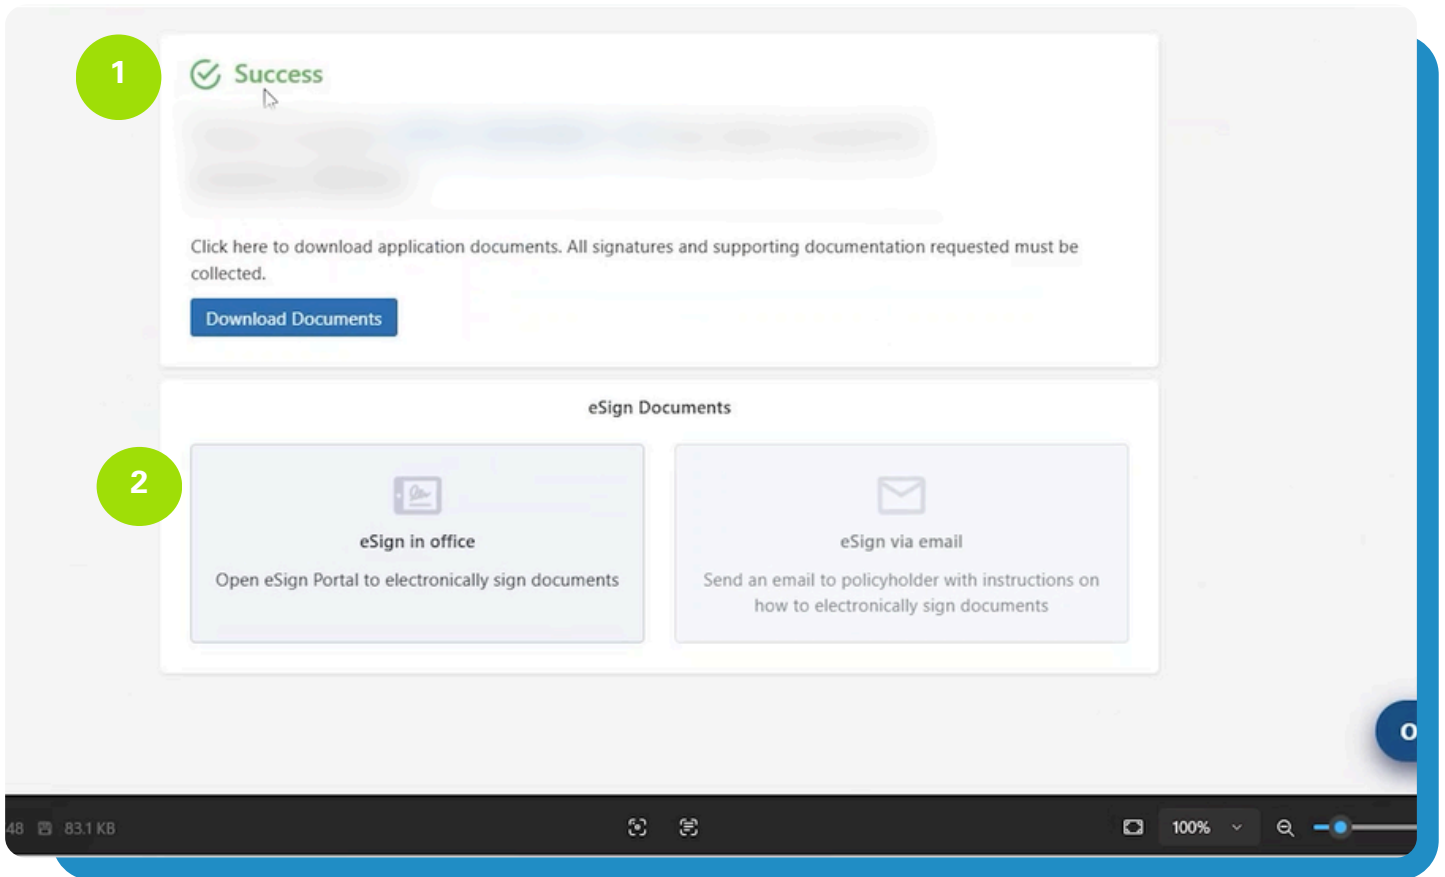 1
Success
Click here to download application documents. All signatures and supporting documentation requested must be
collected.
Download Documents
eSign Documents
2
eSign in office
Open eSign Portal to electronically sign documents
eSign via email
Send an email to policyholder with instructions on
how to electronically sign documents
48
83.1 KB
100%